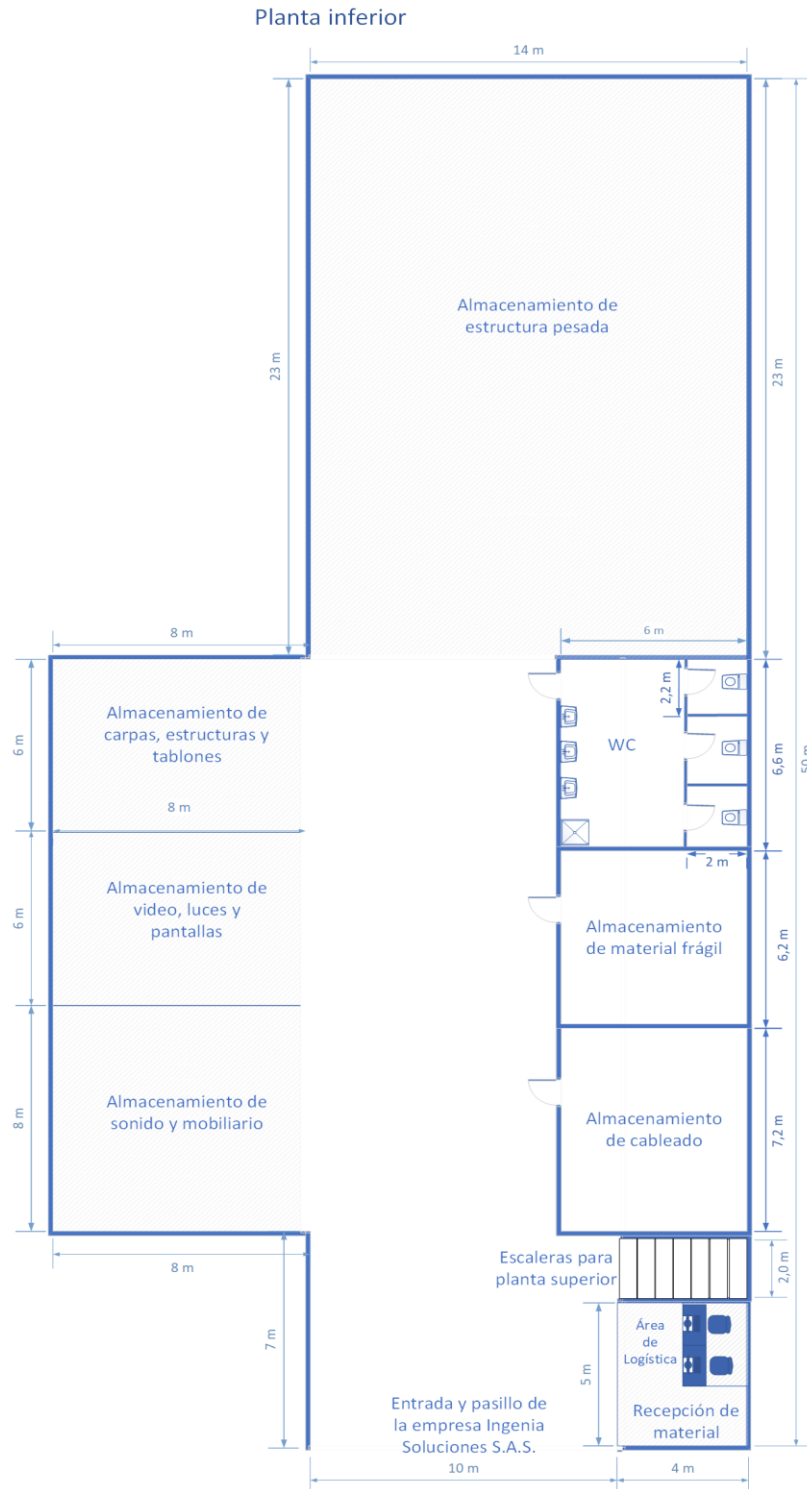 Planta inferior
14 m
Almacenamiento de
estructura pesada
23 m
23 m
8 m
6 m
2,2 m
Almacenamiento de
carpas, estructuras y
tablones
6 m
WC
6,6 m
50 m
8 m
2 m
Almacenamiento de
video, luces y
pantallas
6 m
Almacenamiento
de material frágil
6,2 m
Almacenamiento de
sonido y mobiliario
8 m
Almacenamiento
de cableado
7,2 m
8 m
Escaleras para
planta superior
2,0 m
7 m
Área
de
Logística
5 m
Entrada y pasillo de
la empresa Ingenia
Soluciones S.A.S.
Recepción de
material
10 m
4 m